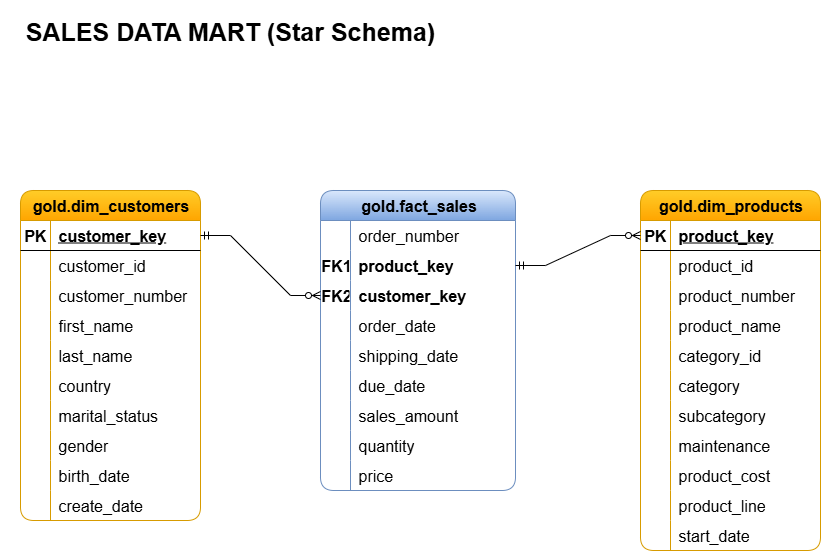 SALES DATA MART (Star Schema)
gold.dim_customers
PK customer_key
customer_id
customer_number
first_name
last_name
country
marital_status
gender
birth_date
create_date
gold.fact_sales
order_number
FK1 product_key
FK2 customer_key
order_date
shipping_date
due_date
sales_amount
quantity
price
gold.dim_products
PK product_key
product_id
product_number
product_name
category_id
category
subcategory
maintenance
product_cost
product_line
start_date